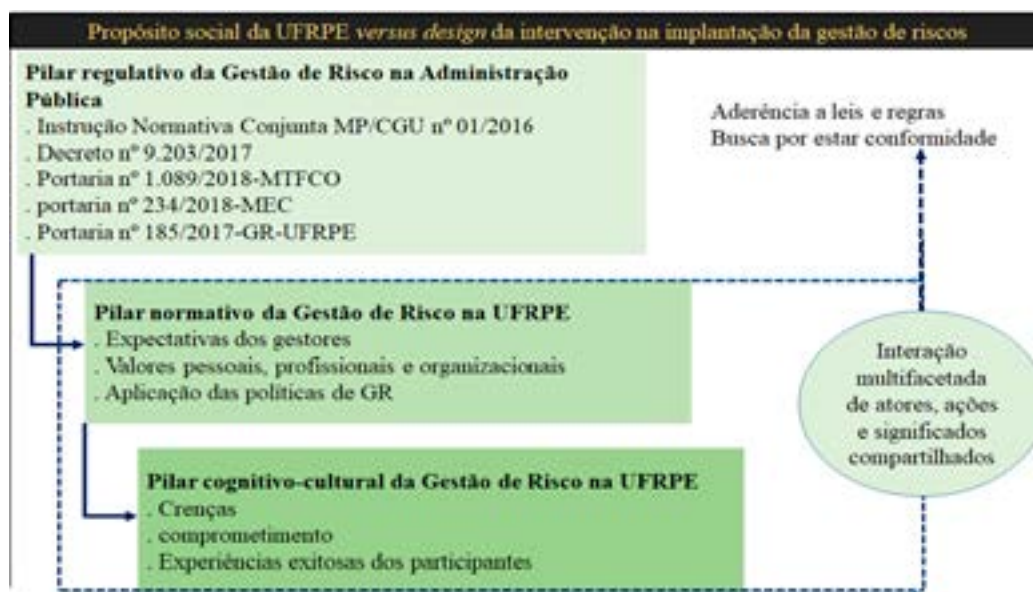 Propósito social da UFRPE versus design da intervenção na implantação da gestão de riscos
Pilar regulativo da Gestão de Risco na Administração
Pública
. Instrução Normativa Conjunta MP/CGU nº 01/2016
. Decreto nº 9.203/2017
. Portaria nº 1.089/2018-MTFCO
. portaria nº 234/2018-MEC
. Portaria nº 185/2017-GR-UFRPE
Aderência a leis e regras
Busca por estar conformidade
Pilar normativo da Gestão de Risco na UFRPE
. Expectativas dos gestores
. Valores pessoais, profissionais e organizacionais
. Aplicação das políticas de GR
Interação
multifacetada
de atores, ações
e significados
compartilhados
Pilar cognitivo-cultural da Gestão de Risco na UFRPE
. Crenças
. comprometimento
. Experiências exitosas dos participantes